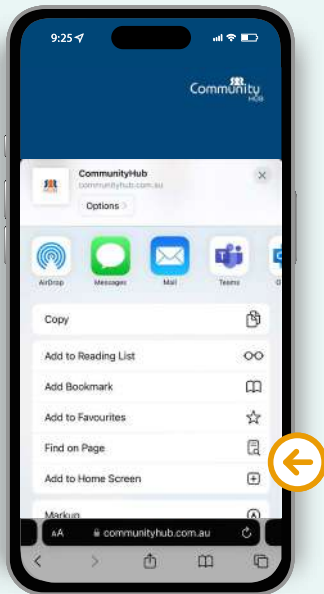 9:25
Community
HUB
CommunityHub
communityhub.com.au
Options
AirDrop Messages Mail Teams O
Copy
Add to Reading List
Add Bookmark
Add to Favourites
Find on Page
Add to Home Screen
Markup
AA communityhub.com.au